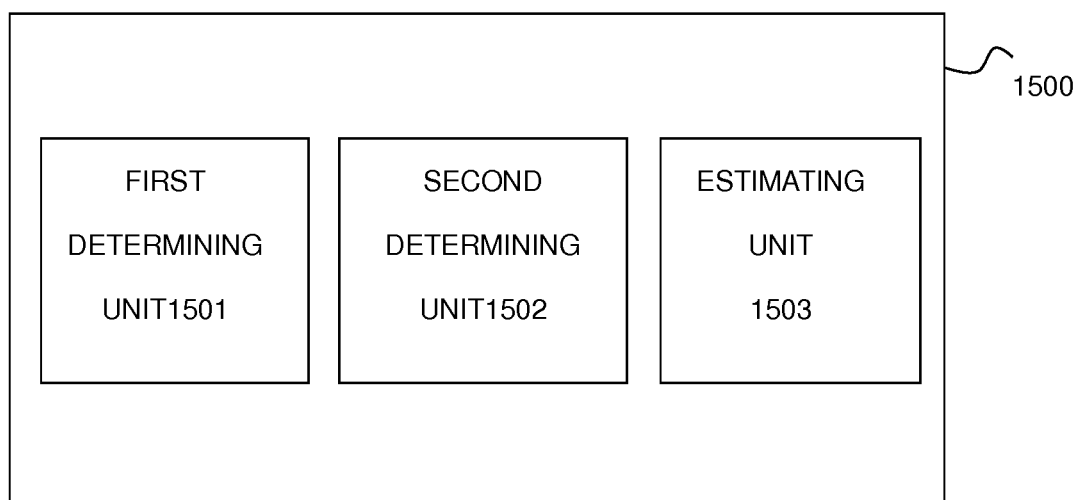 1500
FIRST
DETERMINING
UNIT1501
SECOND
DETERMINING
UNIT1502
ESTIMATING
UNIT
1503